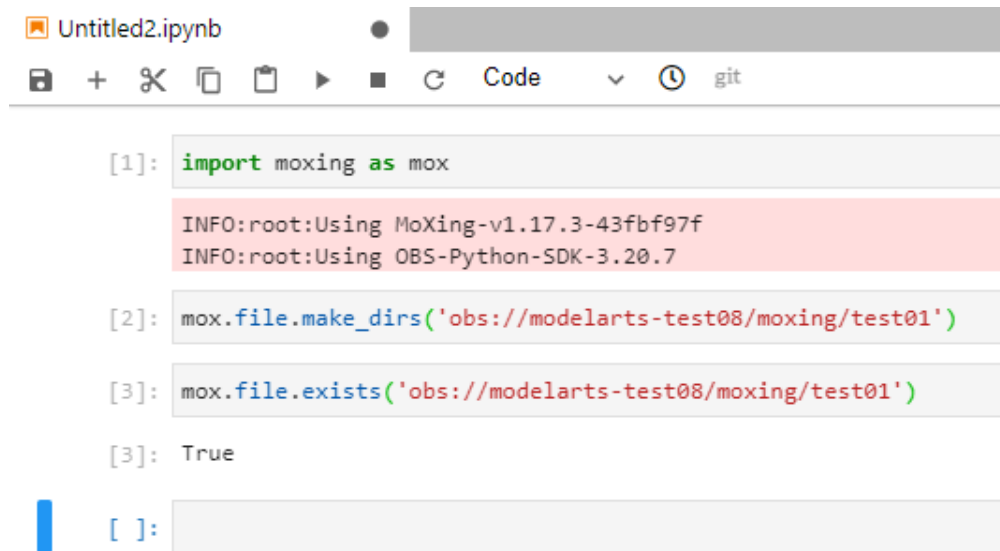 Untitled2.ipynb
Code
git
[1]: import moxing as mox
INFO:root:Using MoXing-v1.17.3-43fbf97f
INFO:root:Using OBS-Python-SDK-3.20.7
[2]: mox.file.make_dirs('obs://modelarts-test08/moxing/test01')
[3]: mox.file.exists('obs://modelarts-test08/moxing/test01')
[3]: True
[ ]: